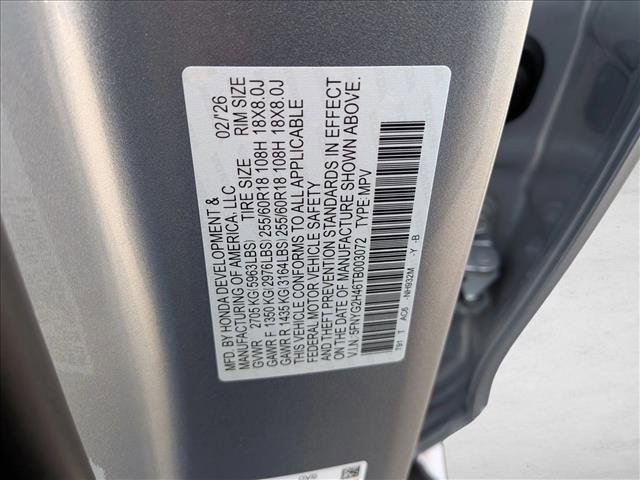 MFD. BY HONDA DEVELOPMENT & 02/'26
MANUFACTURING OF AMERICA, LLC
TIRE SIZE RIM SIZE
GVWR 2705 KG(5963LBS)
GAWR F 1350 KG(2976LBS) 255/60R18 108H 18X8.0J
GAWR R 1435 KG(3164LBS) 255/60R18 108H 18X8.0J
THIS VEHICLE CONFORMS TO ALL APPLICABLE
FEDERAL MOTOR VEHICLE SAFETY
AND THEFT PREVENTION STANDARDS IN EFFECT
ON THE DATE OF MANUFACTURE SHOWN ABOVE.
V.I.N.:5FNYG2H46TB003072 TYPE:MPV
T91 T AC6 -NH932M -Y -B